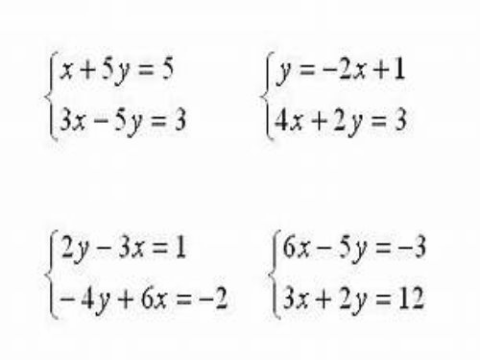 x + 5y = 5
3x − 5y = 3
y = −2x + 1
4x + 2y = 3
2y − 3x = 1
−4y + 6x = −2
6x − 5y = −3
3x + 2y = 12